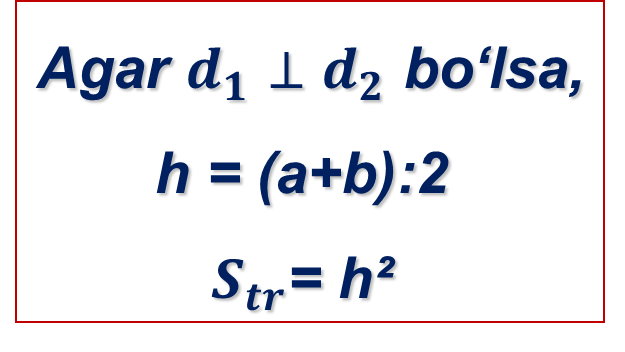 Agar d₁ ⊥ d₂ bo‘lsa,
h = (a+b):2
Sₜᵣ= h²